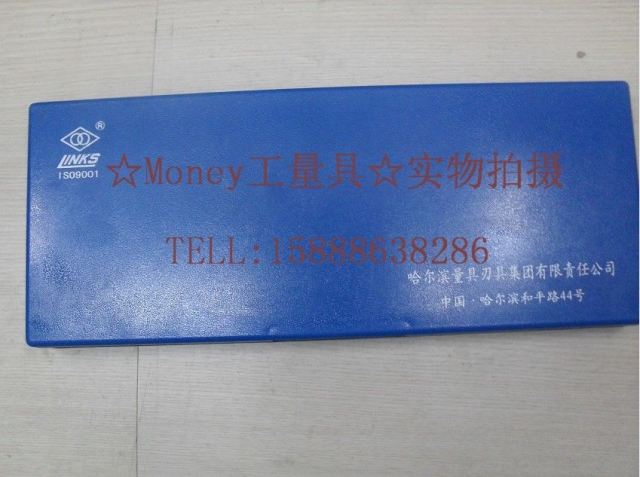 ®
LINKS
ISO9001
☆Money工量具☆实物拍摄
TELL:15888638286
哈尔滨量具刃具集团有限责任公司
中国·哈尔滨和平路44号